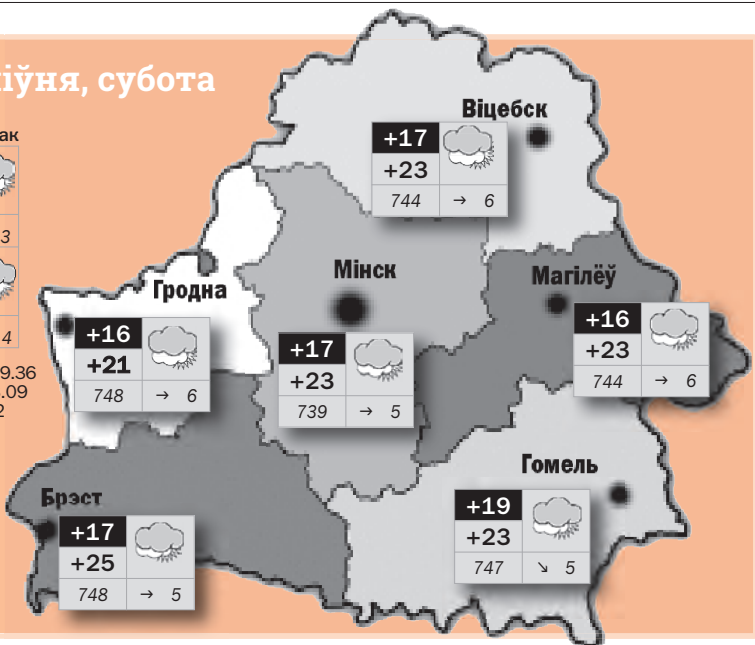 іўня, субота
ак
3
4
9.36
.09
2
Віцебск
+17
+23
744 → 6
Мінск
+17
+23
739 → 5
Магілёў
+16
+23
744 → 6
Гродна
+16
+21
748 → 6
Гомель
+19
+23
747 ↘ 5
Брэст
+17
+25
748 → 5